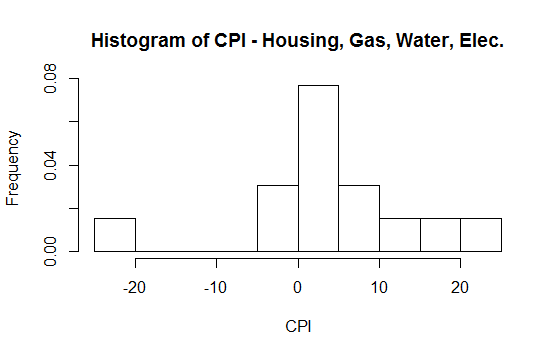 Histogram of CPI - Housing, Gas, Water, Elec.
Frequency
0.08
0.04
0.00
-20 -10 0 10 20
CPI